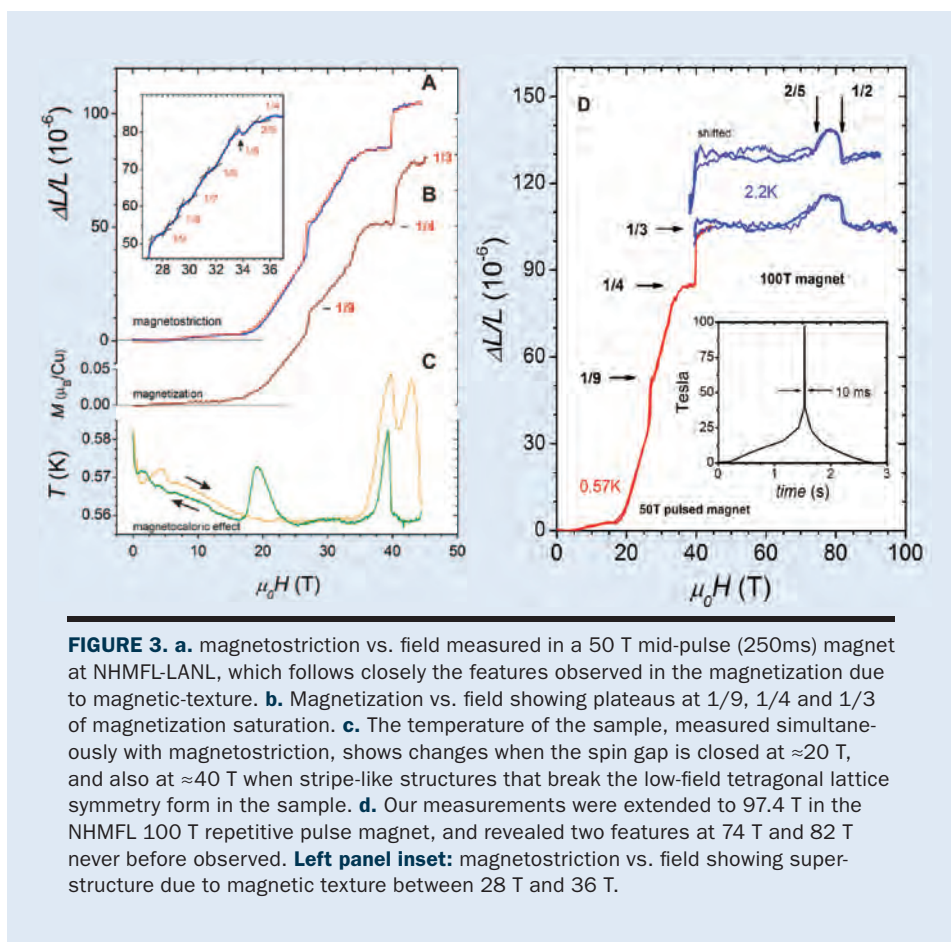 A
100
ΔL/L (10⁻⁶)
50
0
80
70
60
50
28 30 32 34 36
1/4
1/7
1/8
1/9
B
1/3
1/4
1/9
magnetostriction
M (μB/Cu)
0.05
0.00
magnetization
C
T (K)
0.58
0.57
0.56
magnetocaloric effect
0 10 20 30 40 50
μ₀H (T)
D
150
120
90
60
30
0
ΔL/L (10⁻⁶)
2/5 1/2
shifted
2.2K
1/3
1/4
1/9
100T magnet
0.57K
50T pulsed magnet
Tesla
100
75
50
25
0
10 ms
0 1 2 3
time (s)
0 20 40 60 80 100
μ₀H (T)
FIGURE 3. a. magnetostriction vs. field measured in a 50 T mid-pulse (250ms) magnet
at NHMFL-LANL, which follows closely the features observed in the magnetization due
to magnetic-texture. b. Magnetization vs. field showing plateaus at 1/9, 1/4 and 1/3
of magnetization saturation. c. The temperature of the sample, measured simultane-
ously with magnetostriction, shows changes when the spin gap is closed at ≈20 T,
and also at ≈40 T when stripe-like structures that break the low-field tetragonal lattice
symmetry form in the sample. d. Our measurements were extended to 97.4 T in the
NHMFL 100 T repetitive pulse magnet, and revealed two features at 74 T and 82 T
never before observed. Left panel inset: magnetostriction vs. field showing super-
structure due to magnetic texture between 28 T and 36 T.